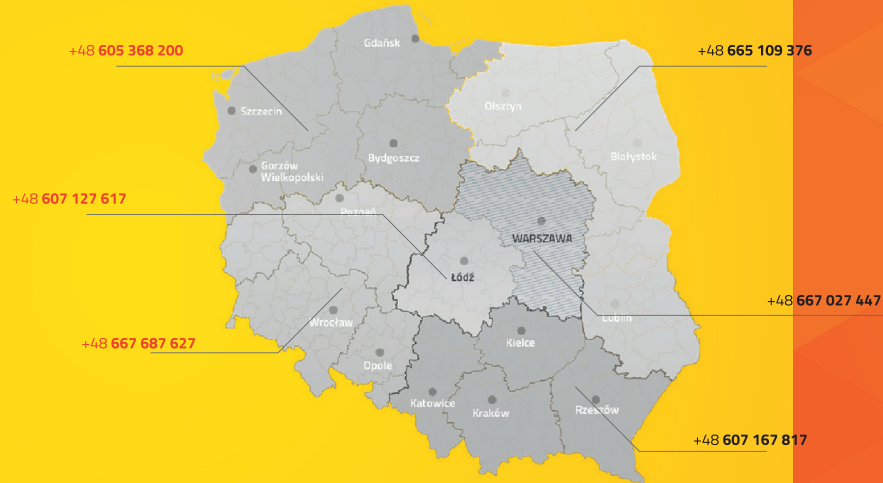 Gdańsk
+48 605 368 200
+48 665 109 376
Olsztyn
Szczecin
Bydgoszcz
Białystok
Gorzów
Wielkopolski
+48 607 127 617
Poznań
WARSZAWA
Łódź
+48 667 027 447
Lublin
Wrocław
+48 667 687 627
Kielce
Opole
Katowice
Kraków
Rzeszów
+48 607 167 817